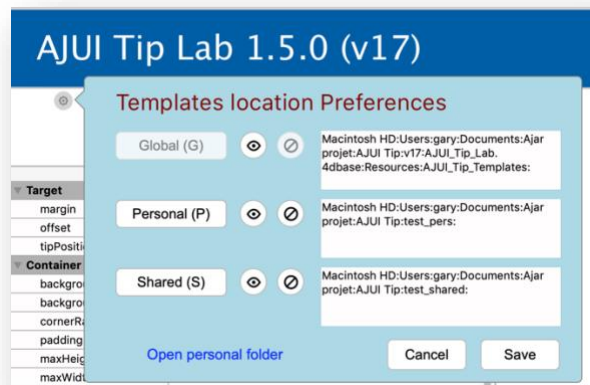 AJUI Tip Lab 1.5.0 (v17)
Templates location Preferences
Global (G)
Macintosh HD:Users:gary:Documents:Ajar
projet:AJUI Tip:v17:AJUI_Tip_Lab.
4dbase:Resources:AJUI_Tip_Templates:
Personal (P)
Macintosh HD:Users:gary:Documents:Ajar
projet:AJUI Tip:test_pers:
Shared (S)
Macintosh HD:Users:gary:Documents:Ajar
projet:AJUI Tip:test_shared:
Open personal folder
Cancel
Save
Target
margin
offset
tipPositi
Container
backgro
backgro
cornerRa
padding
maxHeig
maxWidt